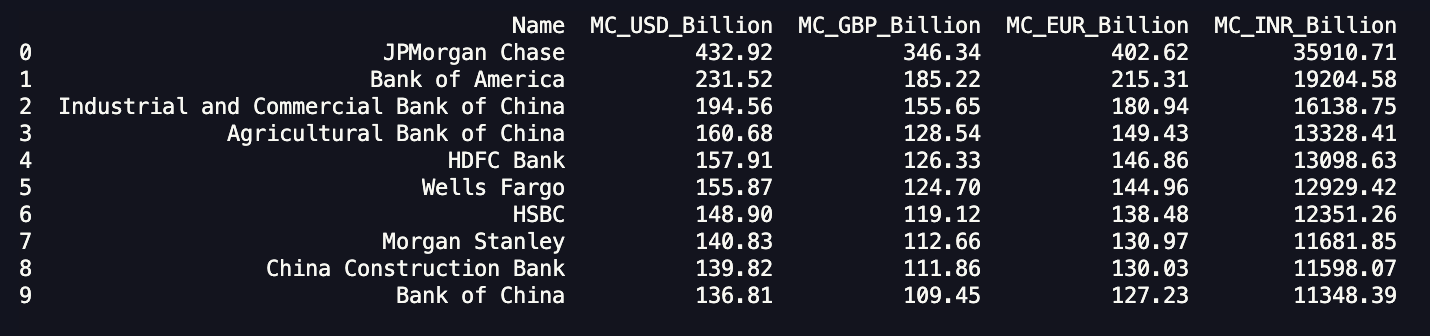 Name MC_USD_Billion MC_GBP_Billion MC_EUR_Billion MC_INR_Billion
0 JPMorgan Chase 432.92 346.34 402.62 35910.71
1 Bank of America 231.52 185.22 215.31 19204.58
2 Industrial and Commercial Bank of China 194.56 155.65 180.94 16138.75
3 Agricultural Bank of China 160.68 128.54 149.43 13328.41
4 HDFC Bank 157.91 126.33 146.86 13098.63
5 Wells Fargo 155.87 124.70 144.96 12929.42
6 HSBC 148.90 119.12 138.48 12351.26
7 Morgan Stanley 140.83 112.66 130.97 11681.85
8 China Construction Bank 139.82 111.86 130.03 11598.07
9 Bank of China 136.81 109.45 127.23 11348.39